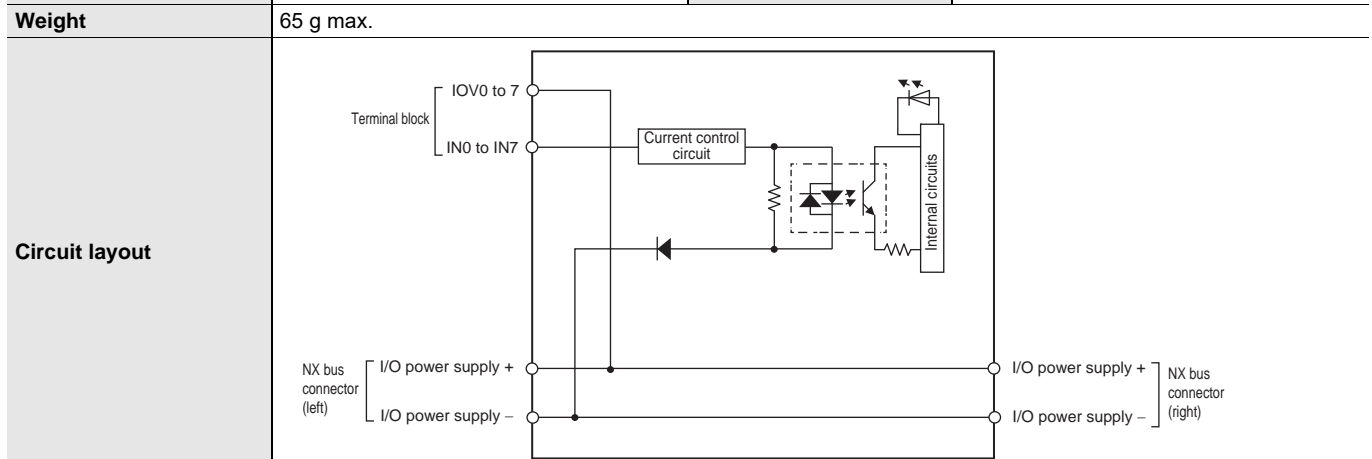 Weight
65 g max.
Circuit layout
Terminal block
IOV0 to 7
IN0 to IN7
Current control
circuit
Internal circuits
NX bus
connector
(left)
I/O power supply +
I/O power supply −
I/O power supply +
I/O power supply −
NX bus
connector
(right)